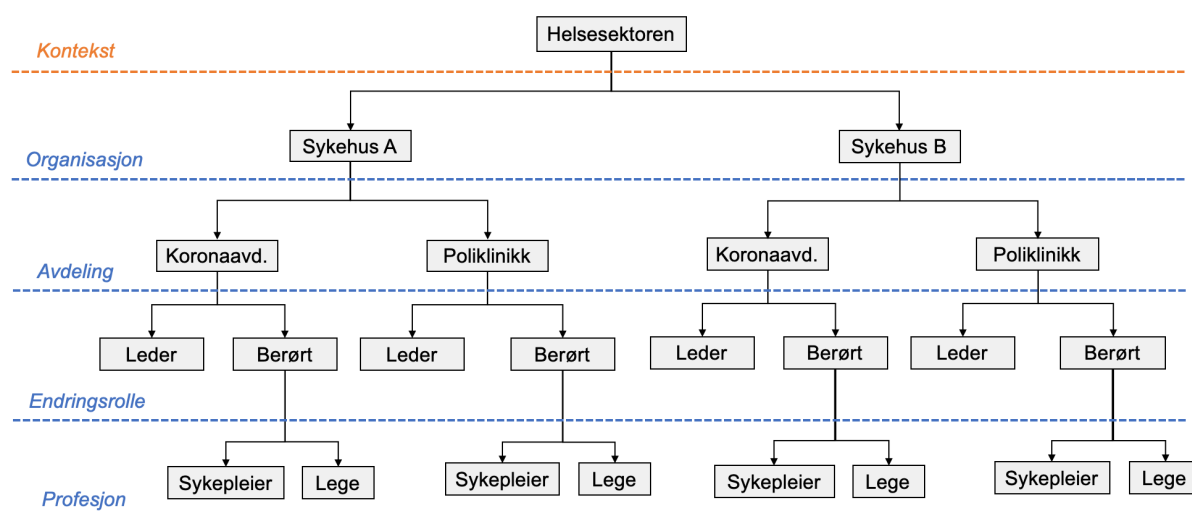 Helsesektoren
Kontekst
Sykehus A
Sykehus B
Organisasjon
Koronaavd.
Poliklinikk
Koronaavd.
Poliklinikk
Avdeling
Leder
Berørt
Leder
Berørt
Leder
Berørt
Leder
Berørt
Endringsrolle
Sykepleier
Lege
Sykepleier
Lege
Sykepleier
Lege
Sykepleier
Lege
Profesjon